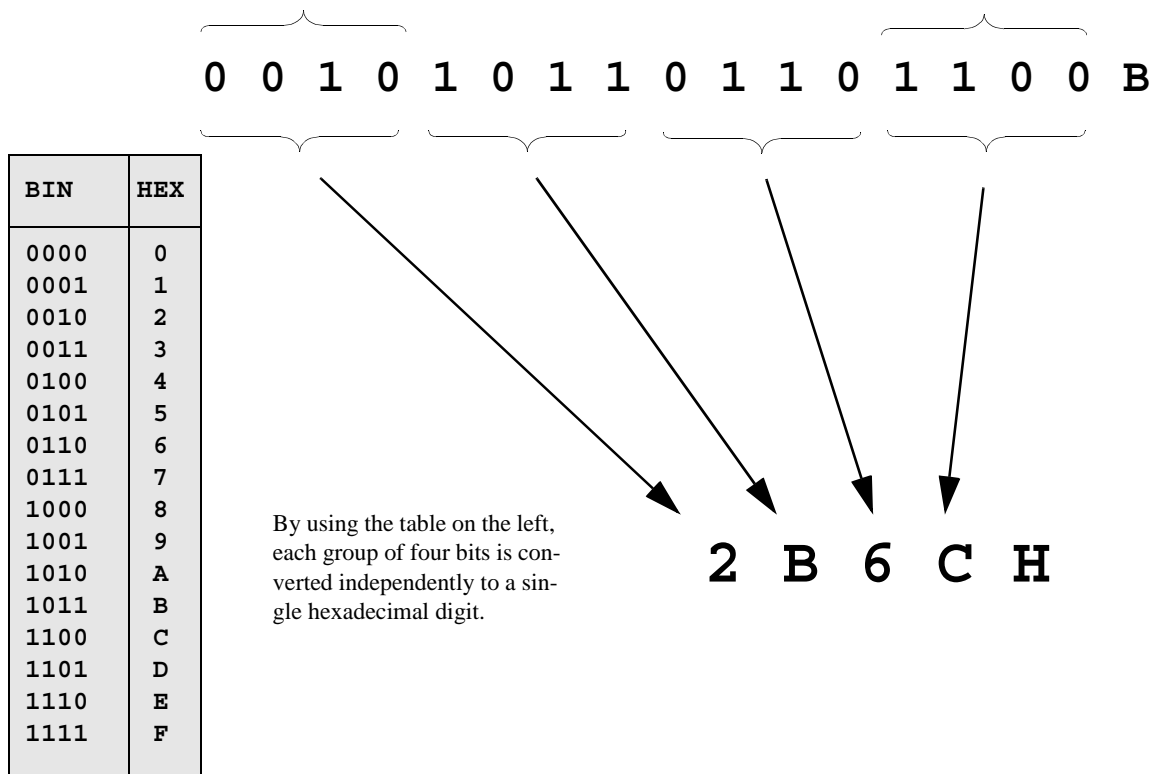 0 0 1 0 1 0 1 1 0 1 1 0 1 1 0 0 B
BIN HEX
0000 0
0001 1
0010 2
0011 3
0100 4
0101 5
0110 6
0111 7
1000 8
1001 9
1010 A
1011 B
1100 C
1101 D
1110 E
1111 F
By using the table on the left,
each group of four bits is con-
verted independently to a sin-
gle hexadecimal digit.
2 B 6 C H